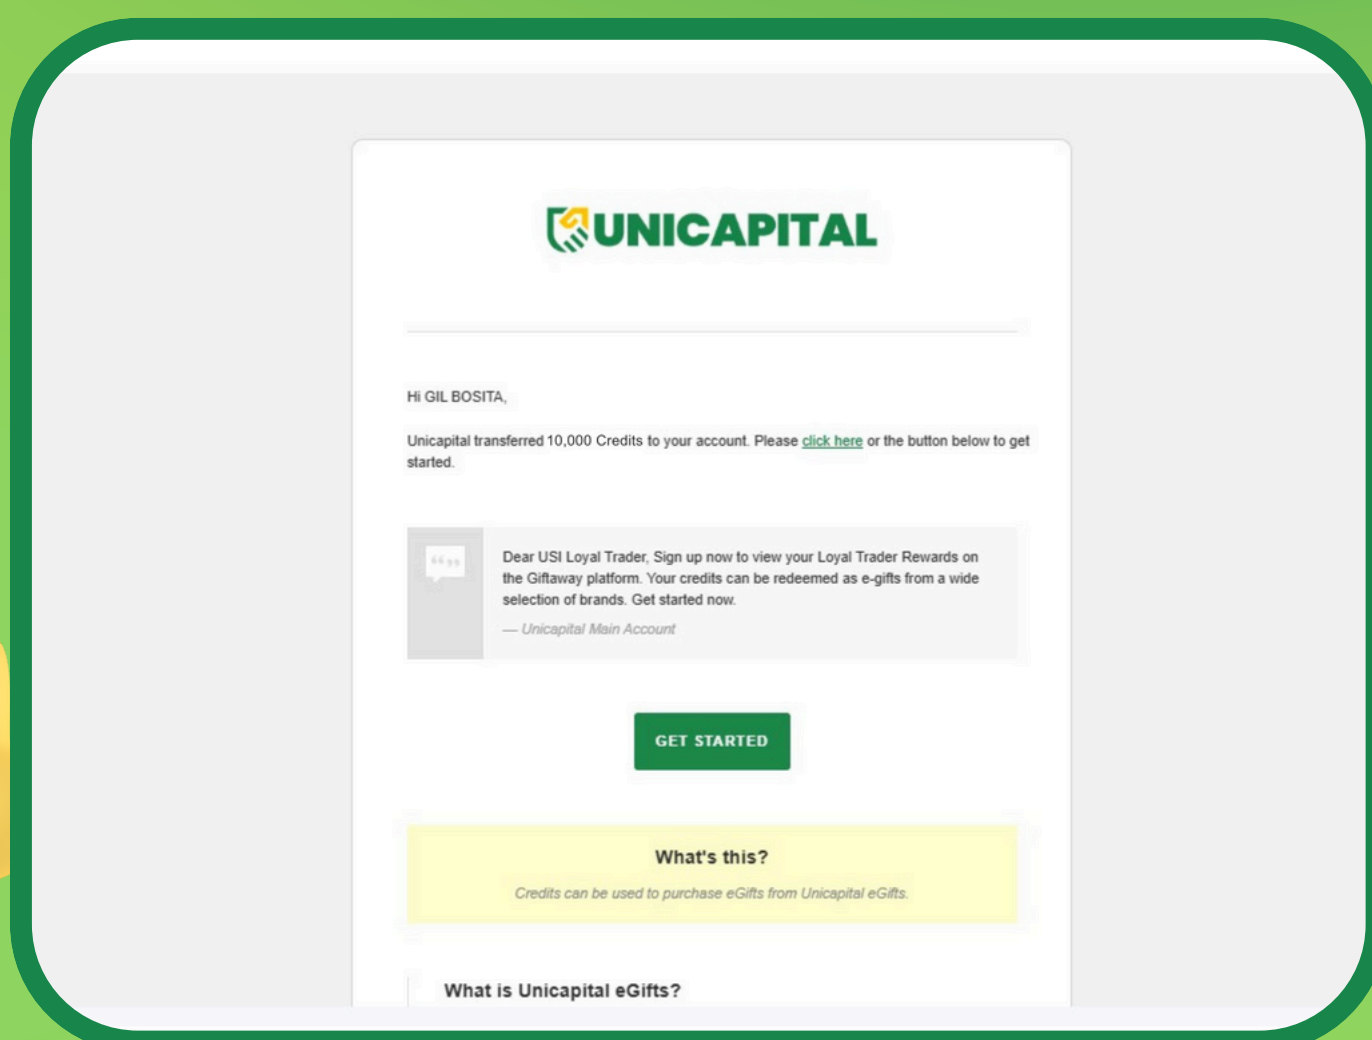 UNICAPITAL
Hi GIL BOSITA,
Unicapital transferred 10,000 Credits to your account. Please click here or the button below to get
started.
“ ”
Dear USI Loyal Trader, Sign up now to view your Loyal Trader Rewards on
the Giftaway platform. Your credits can be redeemed as e-gifts from a wide
selection of brands. Get started now.
— Unicapital Main Account
GET STARTED
What's this?
Credits can be used to purchase eGifts from Unicapital eGifts.
What is Unicapital eGifts?